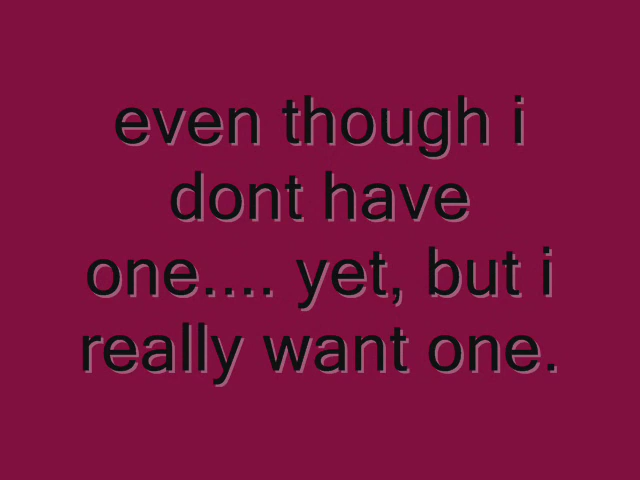 even though i
dont have
one.... yet, but i
really want one.